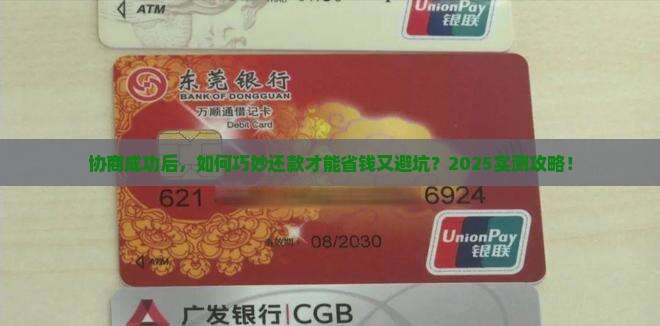 ATM
UnionPay
银联
东莞银行
BANK OF DONGGUAN
万顺通借记卡
Debit Card
协商成功后，如何巧妙还款才能省钱又避坑？2025实测攻略！
621 6924
08/2030
ATM
UnionPay
银联
广发银行|CGB